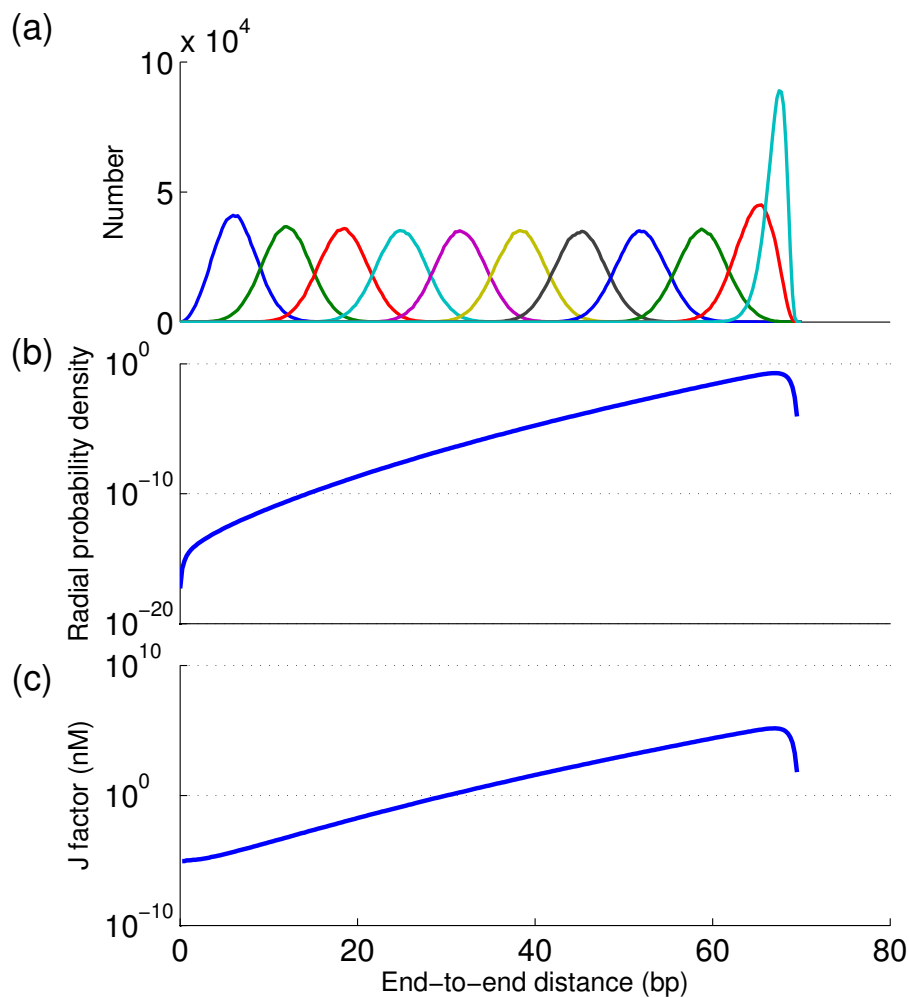 (a)
10 x 10^4
5
0
Number
(b)
10^0
10^−10
10^−20
Radial probability density
(c)
10^10
10^0
10^−10
J factor (nM)
0 20 40 60 80
End−to−end distance (bp)